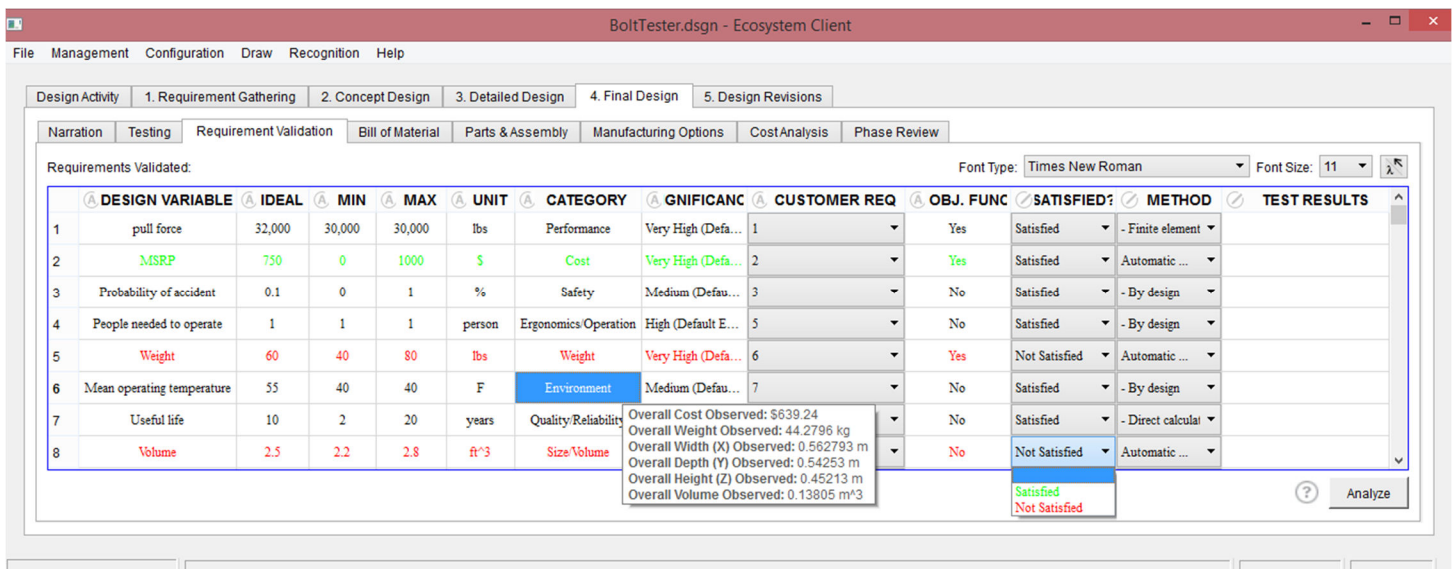 BoltTester.dsgn - Ecosystem Client
File Management Configuration Draw Recognition Help
Design Activity 1. Requirement Gathering 2. Concept Design 3. Detailed Design 4. Final Design 5. Design Revisions
Narration Testing Requirement Validation Bill of Material Parts & Assembly Manufacturing Options Cost Analysis Phase Review
Requirements Validated: Font Type: Times New Roman Font Size: 11
DESIGN VARIABLE IDEAL MIN MAX UNIT CATEGORY GNIFICANC CUSTOMER REQ OBJ. FUNC SATISFIED? METHOD TEST RESULTS
1 pull force 32,000 30,000 30,000 lbs Performance Very High (Defa... 1 Yes Satisfied - Finite element
2 MSRP 750 0 1000 $ Cost Very High (Defa... 2 Yes Satisfied Automatic ...
3 Probability of accident 0.1 0 1 % Safety Medium (Defau... 3 No Satisfied - By design
4 People needed to operate 1 1 1 person Ergonomics/Operation High (Default E... 5 No Satisfied - By design
5 Weight 60 40 80 lbs Weight Very High (Defa... 6 Yes Not Satisfied Automatic ...
6 Mean operating temperature 55 40 40 F Environment Medium (Defau... 7 No Satisfied - By design
7 Useful life 10 2 20 years Quality/Reliability No Satisfied - Direct calculat
8 Volume 2.5 2.2 2.8 ft^3 Size/Volume No Not Satisfied Automatic ...
Overall Cost Observed: $639.24
Overall Weight Observed: 44.2796 kg
Overall Width (X) Observed: 0.562793 m
Overall Depth (Y) Observed: 0.54253 m
Overall Height (Z) Observed: 0.45213 m
Overall Volume Observed: 0.13805 m^3
Satisfied
Not Satisfied
? Analyze